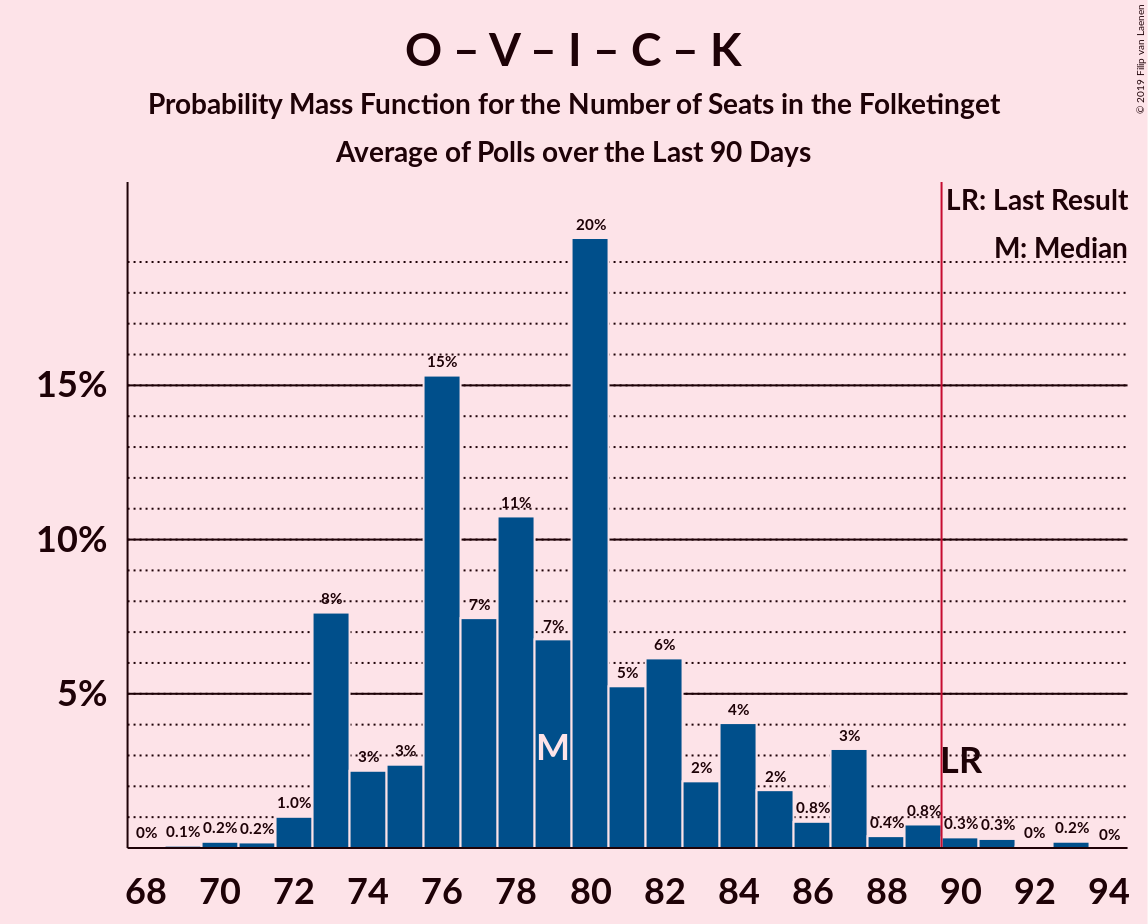 O – V – I – C – K
Probability Mass Function for the Number of Seats in the Folketinget
Average of Polls over the Last 90 Days
© 2019 Filip van Laenen
LR: Last Result
M: Median
15%
10%
5%
0% 0.1% 0.2% 0.2% 1.0% 8% 3% 3% 15% 7% 11% 7% 20% 5% 6% 2% 4% 2% 0.8% 3% 0.4% 0.8% 0.3% 0.3% 0% 0.2% 0%
M
LR
68 70 72 74 76 78 80 82 84 86 88 90 92 94